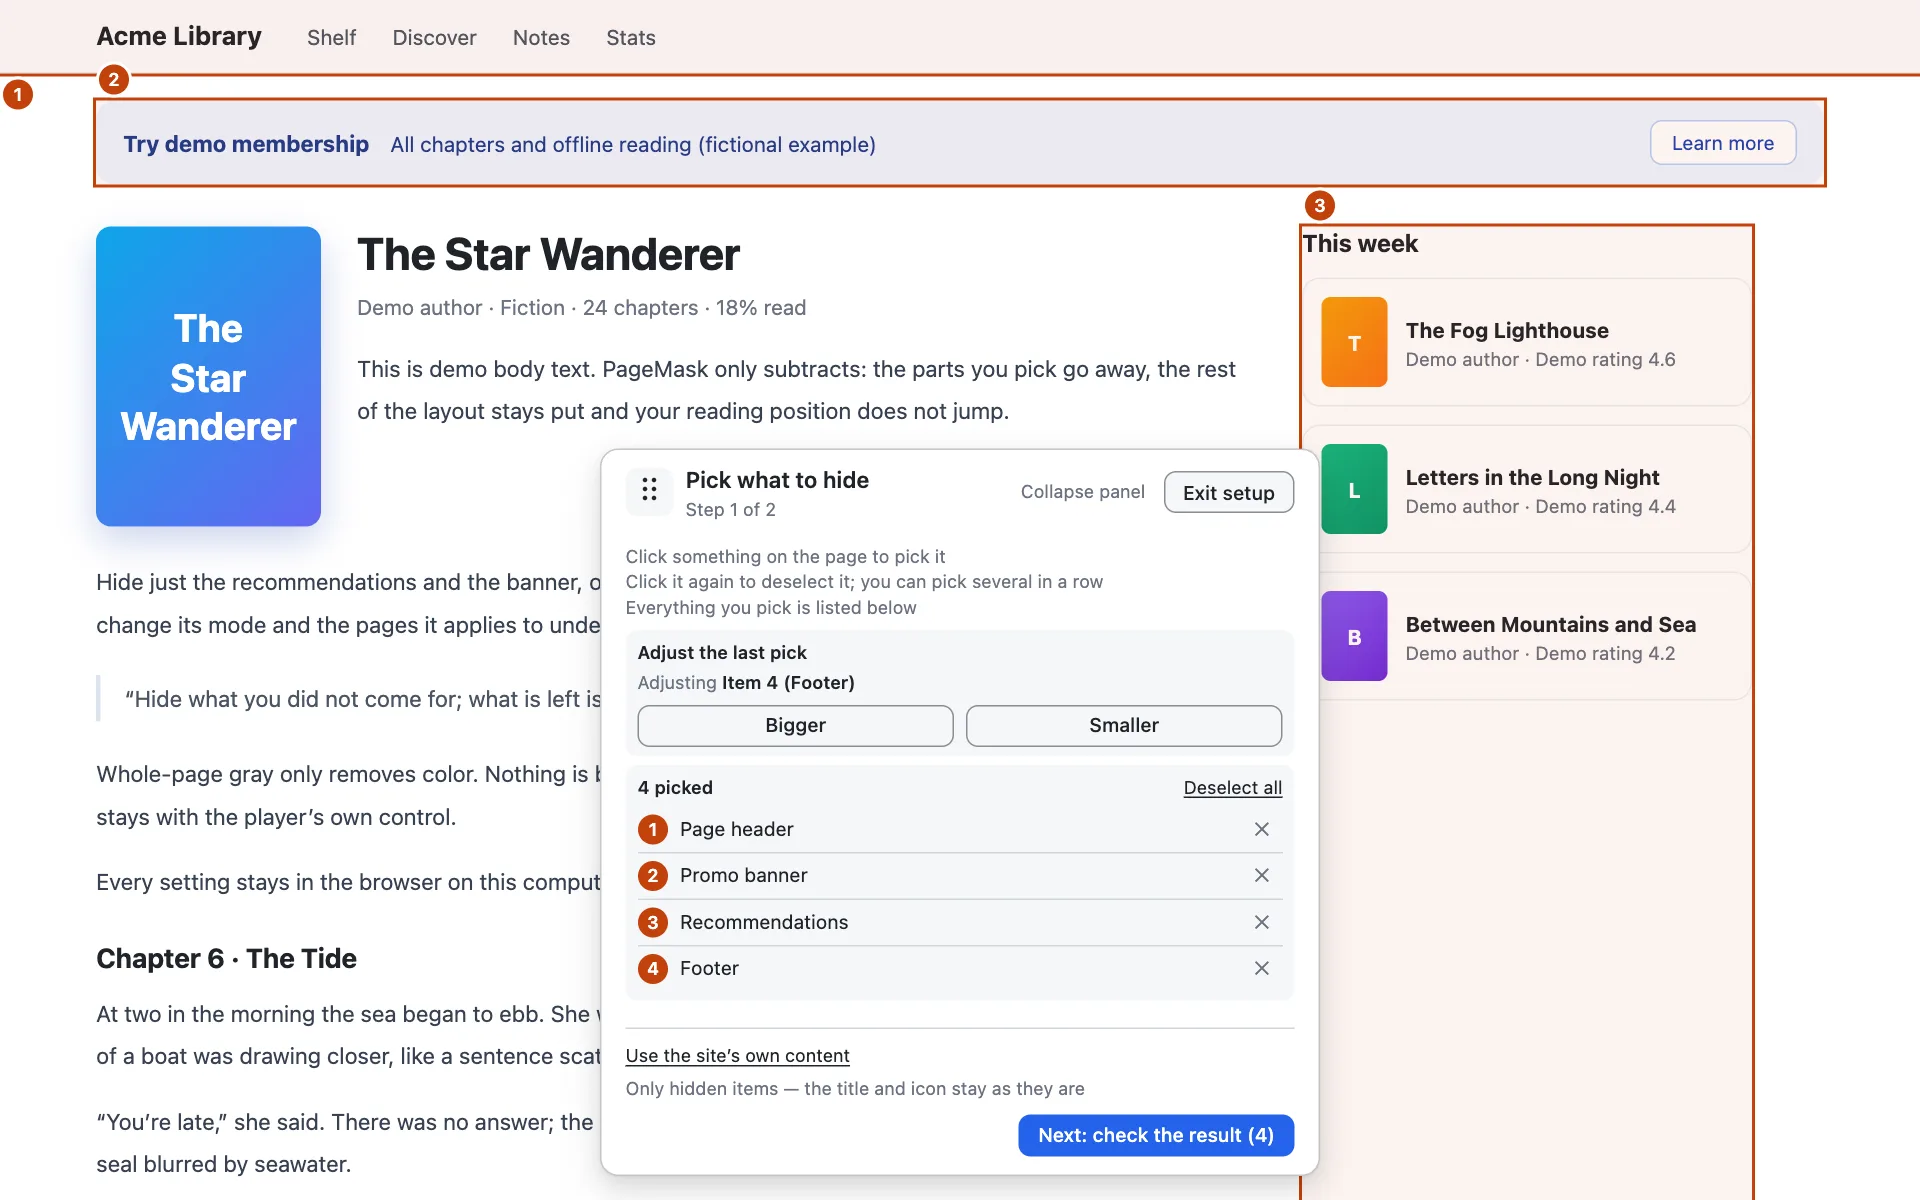 Acme Library
Shelf
Discover
Notes
Stats
1
2
Try demo membership
All chapters and offline reading (fictional example)
Learn more
The
Star
Wanderer
The Star Wanderer
Demo author · Fiction · 24 chapters · 18% read
This is demo body text. PageMask only subtracts: the parts you pick go away, the rest
of the layout stays put and your reading position does not jump.
3
This week
T
The Fog Lighthouse
Demo author · Demo rating 4.6
L
Letters in the Long Night
Demo author · Demo rating 4.4
B
Between Mountains and Sea
Demo author · Demo rating 4.2
Hide just the recommendations and the banner, o
change its mode and the pages it applies to unde
“Hide what you did not come for; what is left is
Whole-page gray only removes color. Nothing is
stays with the player’s own control.
Every setting stays in the browser on this comput
Chapter 6 · The Tide
At two in the morning the sea began to ebb. She
of a boat was drawing closer, like a sentence scat
“You’re late,” she said. There was no answer; the
seal blurred by seawater.
Pick what to hide
Step 1 of 2
Collapse panel
Exit setup
Click something on the page to pick it
Click it again to deselect it; you can pick several in a row
Everything you pick is listed below
Adjust the last pick
Adjusting Item 4 (Footer)
Bigger
Smaller
4 picked
Deselect all
1 Page header
2 Promo banner
3 Recommendations
4 Footer
Use the site’s own content
Only hidden items — the title and icon stay as they are
Next: check the result (4)